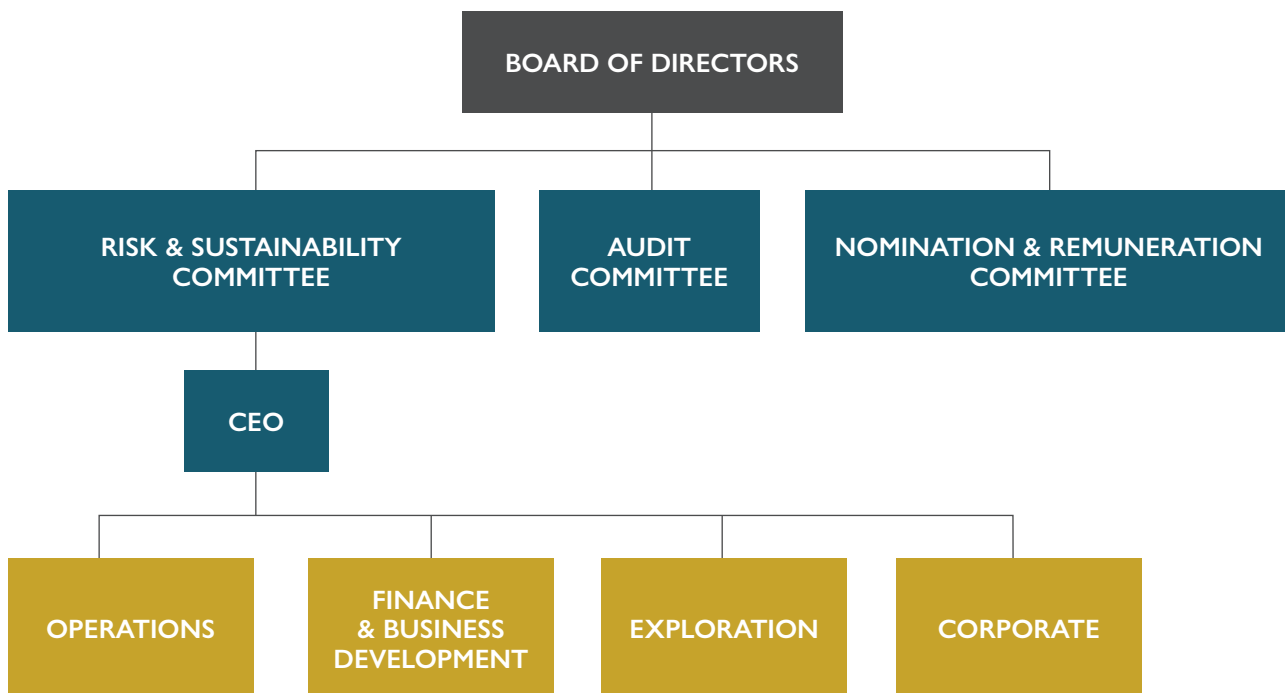 BOARD OF DIRECTORS
RISK & SUSTAINABILITY
COMMITTEE
AUDIT
COMMITTEE
NOMINATION & REMUNERATION
COMMITTEE
CEO
OPERATIONS
FINANCE
& BUSINESS
DEVELOPMENT
EXPLORATION
CORPORATE